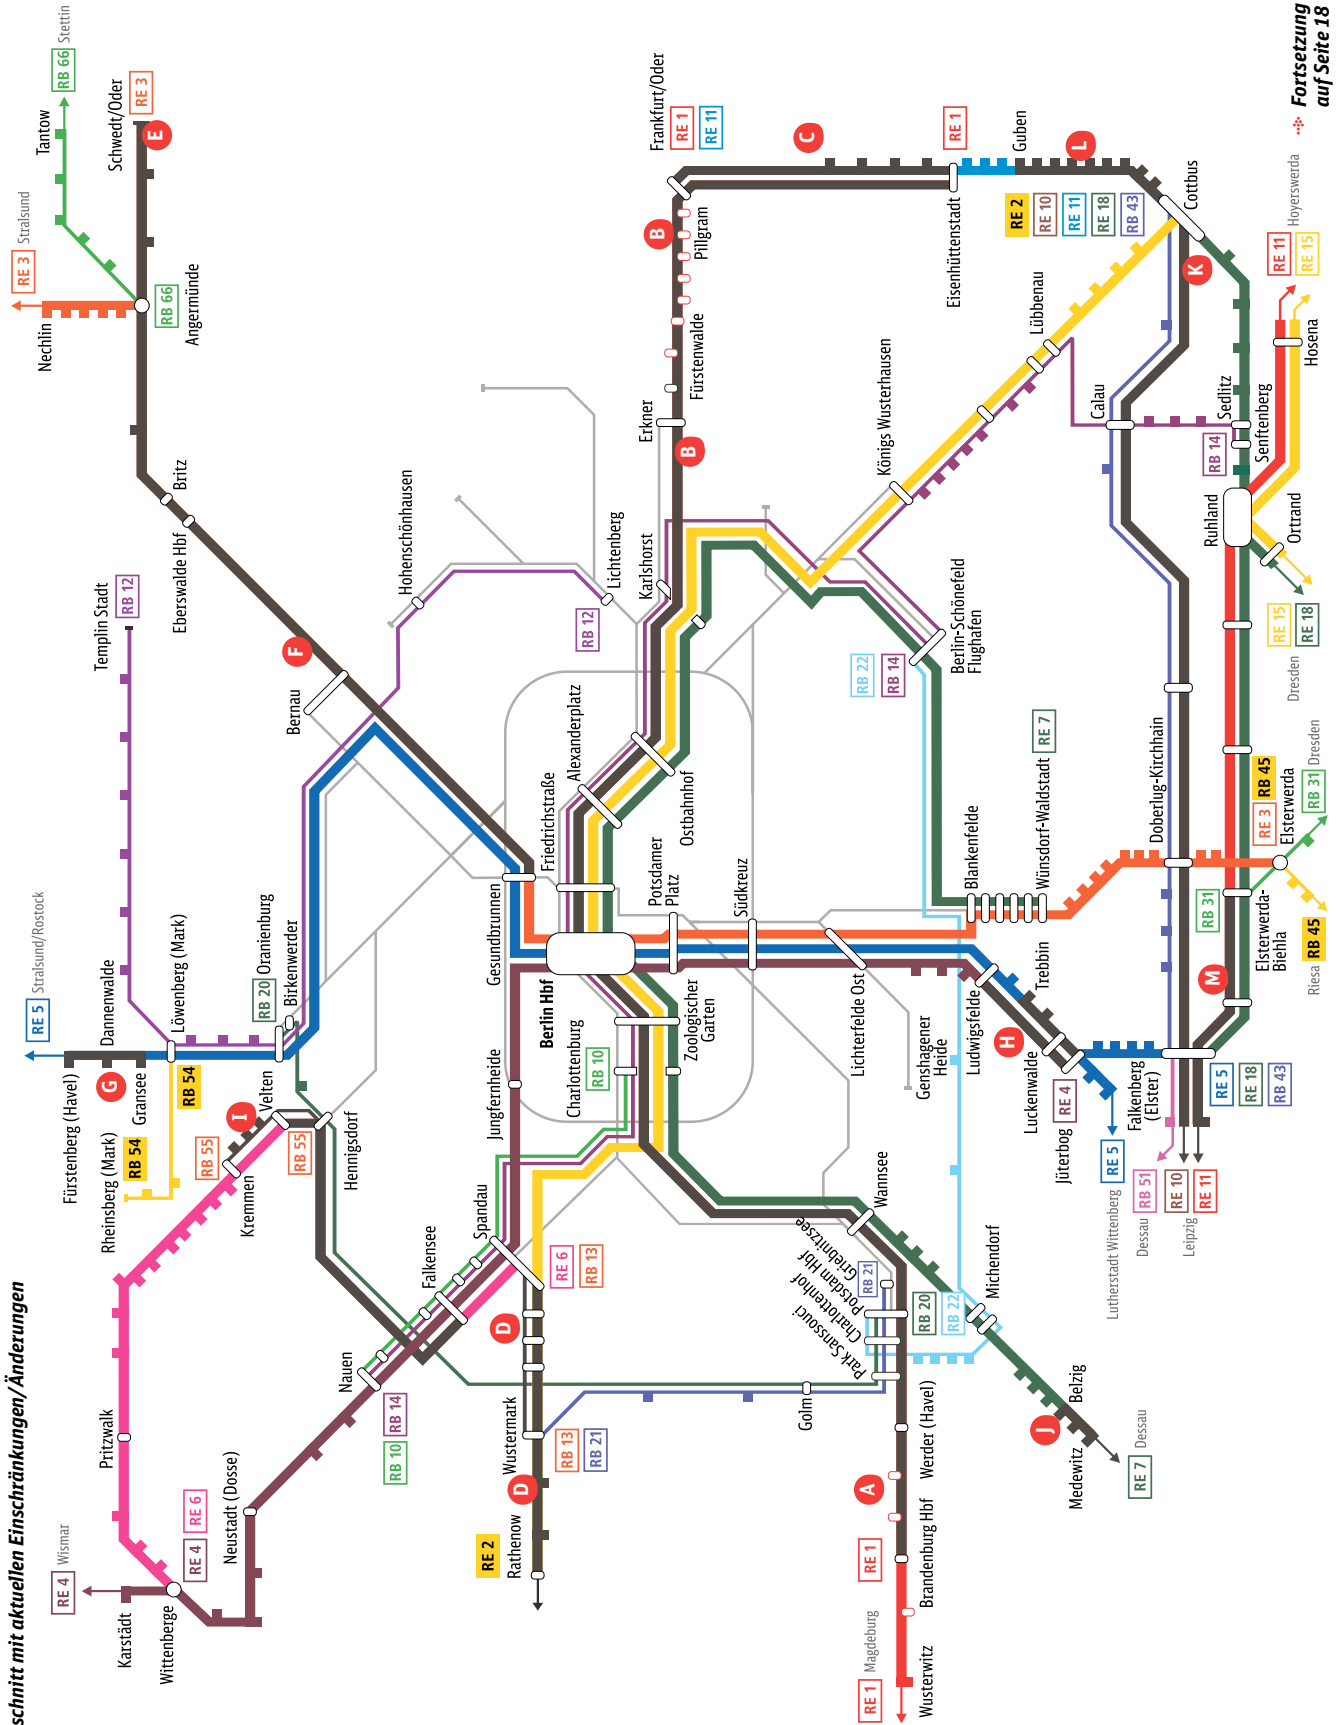 schnitt mit aktuellen Einschränkungen/Änderungen
RE 4
Wismar
Karstädt
Wittenberge
RE 4
RE 6
Pritzwalk
Neustadt (Dosse)
Rheinsberg (Mark)
RB 54
Kremmen
RB 55
I
Velten
RB 55
Hennigsdorf
Fürstenberg (Havel)
G
Gransee
Dannenwalde
RB 54
RE 5
Stralsund/Rostock
Löwenberg (Mark)
RB 20
Oranienburg
Birkenwerder
Templin Stadt
RB 12
Bernau
F
Eberswalde Hbf
Britz
Nechlin
RE 3
Stralsund
RB 66
Angermünde
Tantow
RB 66
Stettin
Schwedt/Oder
RE 3
E
Nauen
RB 10
RB 14
Falkensee
Spandau
RE 6
RB 13
D
Wustermark
RB 13
RB 21
D
RE 2
Rathenow
Jungfernheide
Charlottenburg
RB 10
Zoologischer
Garten
Berlin Hbf
Gesundbrunnen
Friedrichstraße
Alexanderplatz
Ostbahnhof
Potsdamer
Platz
Südkreuz
Hohenschönhausen
Lichtenberg
RB 12
Karlshorst
Erkner
B
Fürstenwalde
B
Pillgram
Frankfurt/Oder
RE 1
RE 11
C
RE 1
Eisenhüttenstadt
Guben
L
RE 2
RE 10
RE 11
RE 18
RB 43
Cottbus
K
Königs Wusterhausen
Lübbenau
Calau
Berlin-Schönefeld
Flughafen
RB 22
RB 14
Blankenfelde
Wünsdorf-Waldstadt
RE 7
Lichterfelde Ost
Genshagener
Heide
Ludwigsfelde
Trebbin
H
Luckenwalde
RE 4
Jüterbog
RE 5
Lutherstadt Wittenberg
Falkenberg
(Elster)
RE 5
RE 18
RB 43
RB 51
Dessau
RE 10
RE 11
Leipzig
Wannsee
Griebnitzsee
Potsdam Hbf
Charlottenhof
Park Sanssouci
RB 21
RB 20
RB 22
Michendorf
Golm
Werder (Havel)
A
Brandenburg Hbf
RE 1
RE 1
Magdeburg
Wusterwitz
Belzig
J
Medewitz
RE 7
Dessau
Doberlug-Kirchhain
RE 3
RB 45
Elsterwerda
RB 31
Dresden
RB 31
Elsterwerda-
Biehla
Riesa
RB 45
M
Ruhland
RB 14
Sedlitz
Senftenberg
Ortrand
RE 15
RE 18
Dresden
Hosena
RE 11
RE 15
Hoyerswerda
Fortsetzung
auf Seite 18